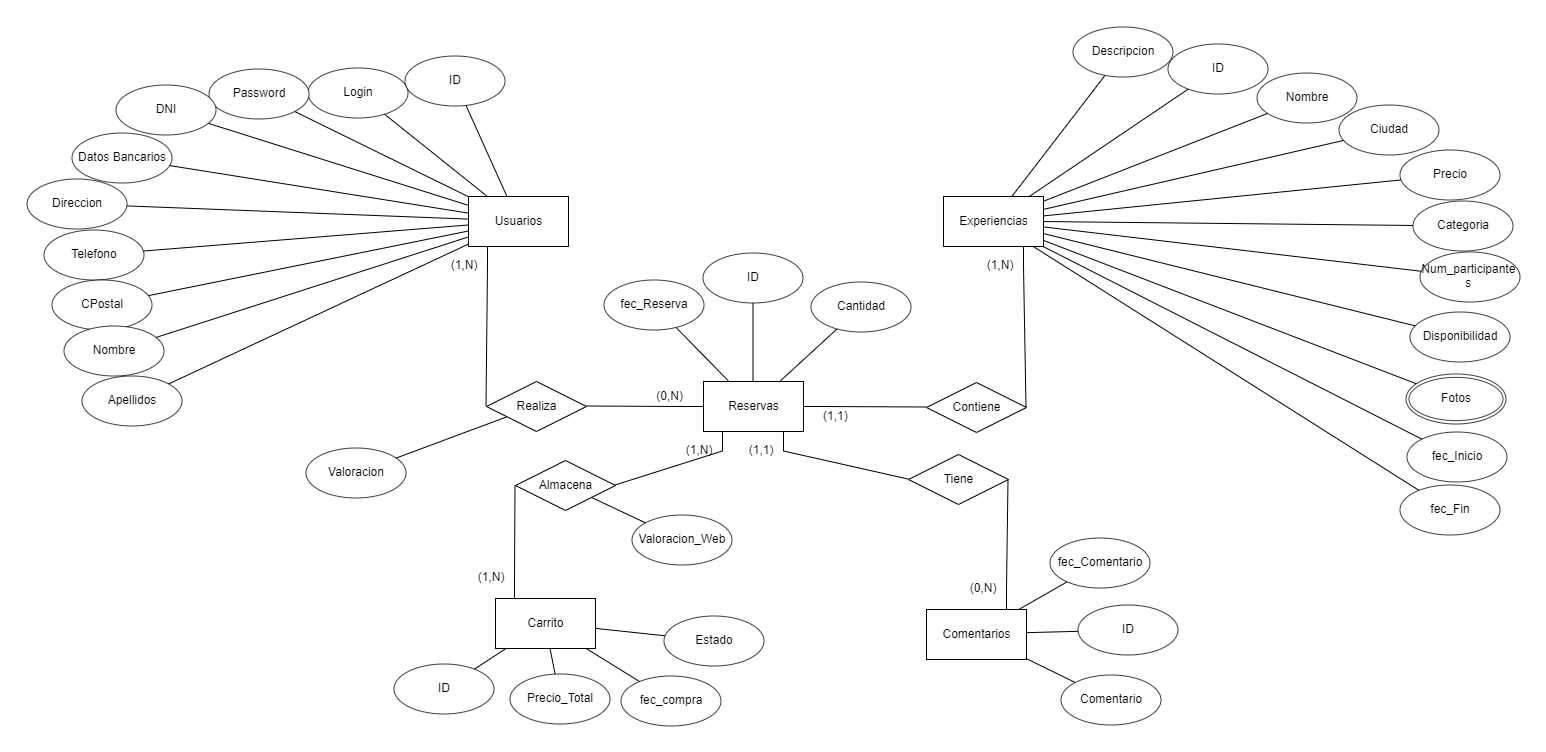 Descripcion
ID
ID
Nombre
Login
Password
DNI
Ciudad
Datos Bancarios
Precio
Direccion
Usuarios
Experiencias
Categoria
Telefono
(1,N)
(1,N)
Num_participante
s
ID
CPostal
fec_Reserva
Cantidad
Disponibilidad
Nombre
Apellidos
(0,N)
Realiza
Reservas
Contiene
(1,1)
Fotos
(1,N)
(1,1)
fec_Inicio
Valoracion
Almacena
Tiene
fec_Fin
Valoracion_Web
fec_Comentario
(1,N)
(0,N)
Carrito
Estado
Comentarios
ID
ID
Precio_Total
fec_compra
Comentario